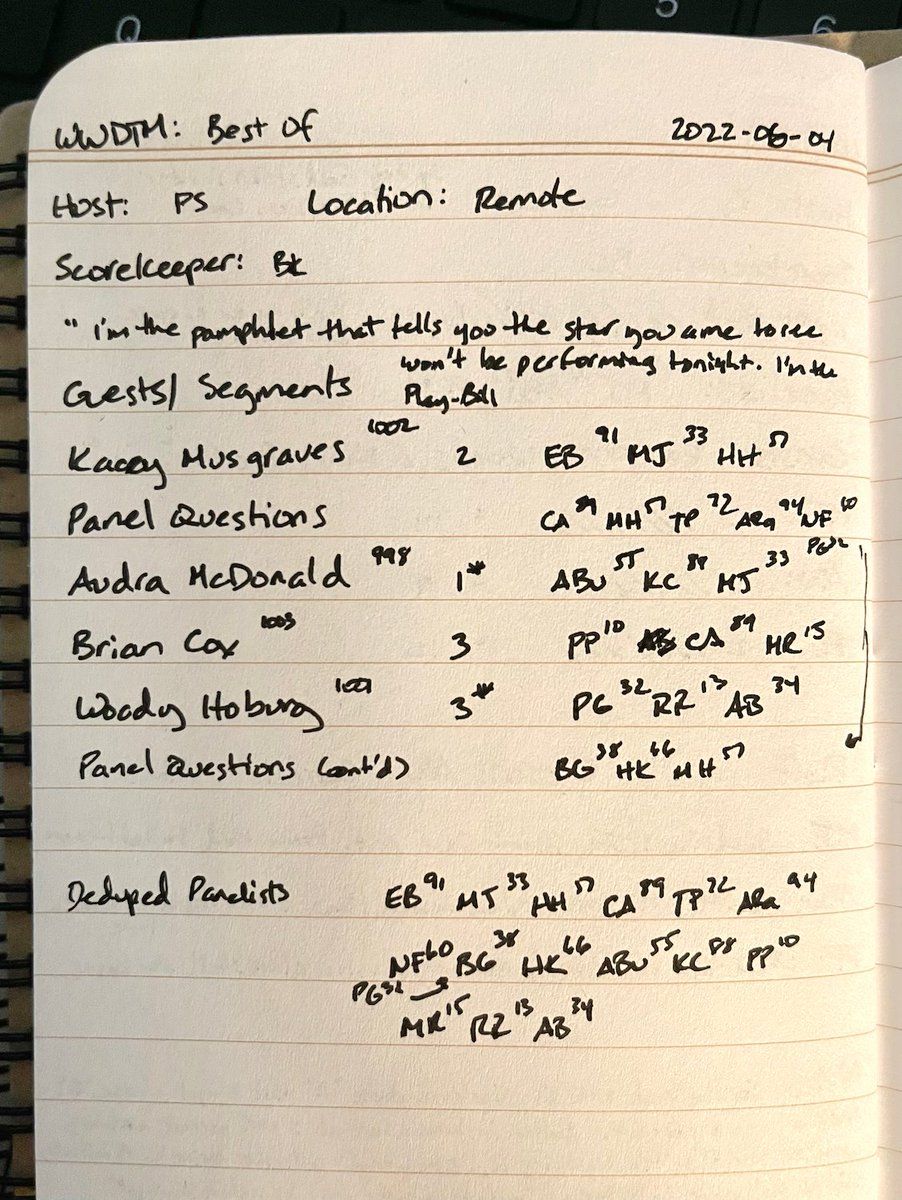 Q 5 6
WWDTM: Best Of 2022-06-04
Host: PS Location: Remote
Scorekeeper: BK
"I'm the pamphlet that tells you the star you came to see
won't be performing tonight. I'm the
Play-Bill
Guests/Segments
Kacey Musgraves 1002 2 EB 91 MJ 33 HH 57
Panel Questions CA 89 MH 57 TP 72 ARa 94 NF 60
Audra McDonald 998 1* ABu 55 KC 88 MJ 33 PG 32
Brian Cox 1003 3 PP 10 CA 89 MR 15
Woody Hoburg 1001 3* PG 32 RR 13 AB 34
Panel Questions (cont'd) BG 38 HK 66 MH 57
Deduped Panelists EB 91 MJ 33 HH 57 CA 89 TP 72 ARa 94
NF 60 BG 38 HK 66 ABu 55 KC 88 PP 10
PG 32
MR 15 RR 13 AB 34